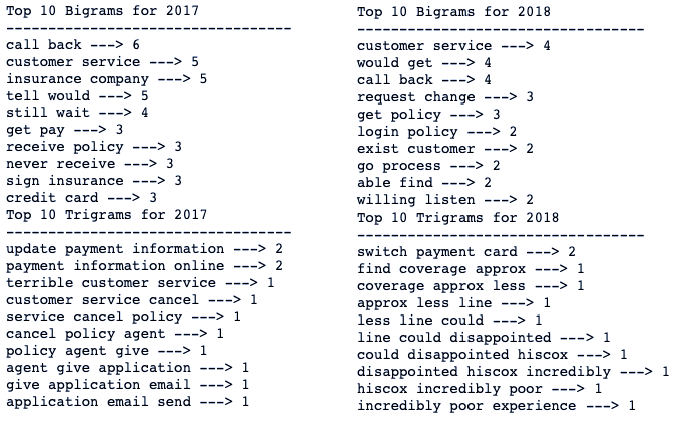 Top 10 Bigrams for 2017
----------------------------------
call back ---> 6
customer service ---> 5
insurance company ---> 5
tell would ---> 5
still wait ---> 4
get pay ---> 3
receive policy ---> 3
never receive ---> 3
sign insurance ---> 3
credit card ---> 3
Top 10 Trigrams for 2017
----------------------------------
update payment information ---> 2
payment information online ---> 2
terrible customer service ---> 1
customer service cancel ---> 1
service cancel policy ---> 1
cancel policy agent ---> 1
policy agent give ---> 1
agent give application ---> 1
give application email ---> 1
application email send ---> 1
Top 10 Bigrams for 2018
----------------------------------
customer service ---> 4
would get ---> 4
call back ---> 4
request change ---> 3
get policy ---> 3
login policy ---> 2
exist customer ---> 2
go process ---> 2
able find ---> 2
willing listen ---> 2
Top 10 Trigrams for 2018
----------------------------------
switch payment card ---> 2
find coverage approx ---> 1
coverage approx less ---> 1
approx less line ---> 1
less line could ---> 1
line could disappointed ---> 1
could disappointed hiscox ---> 1
disappointed hiscox incredibly ---> 1
hiscox incredibly poor ---> 1
incredibly poor experience ---> 1